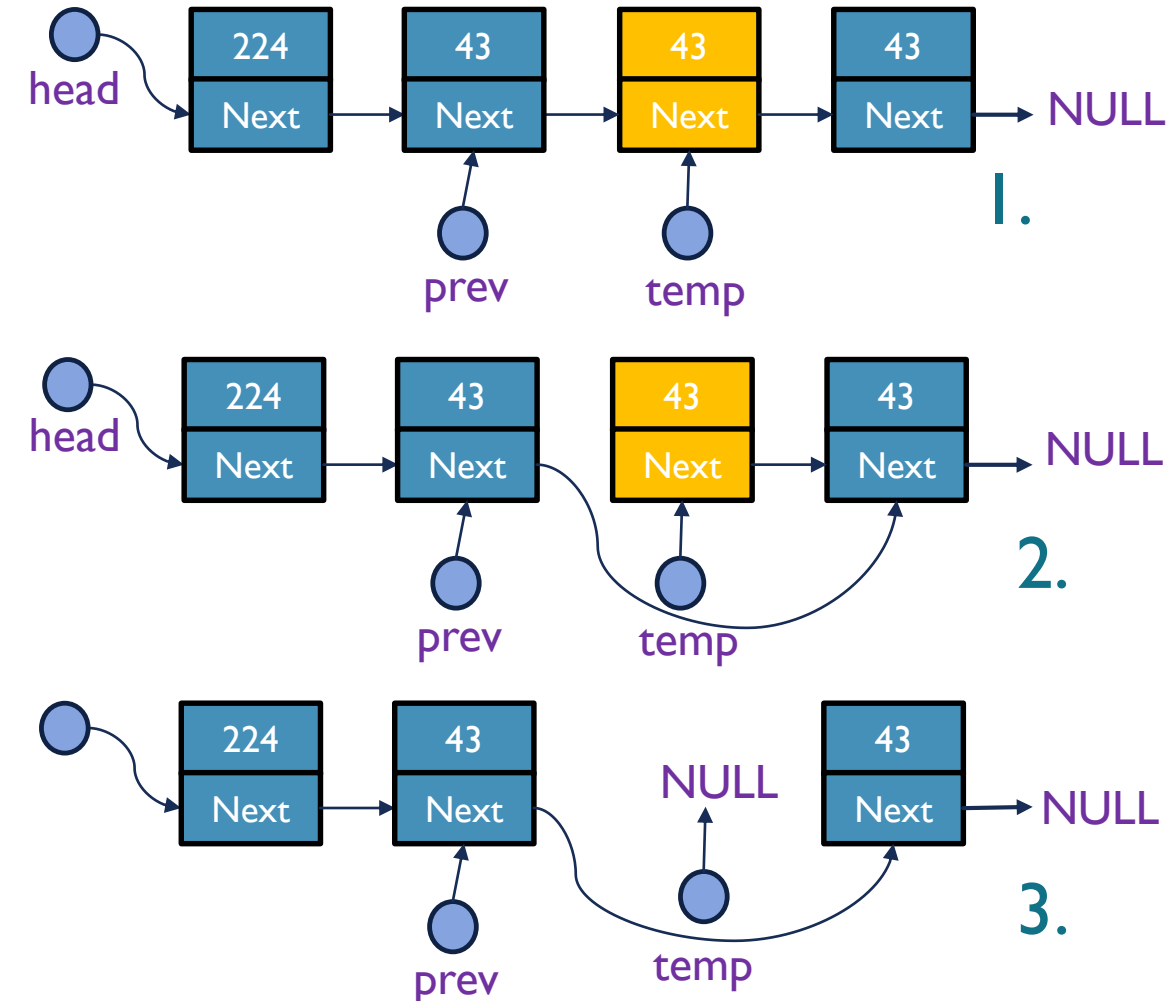 224 43 43 43
head Next Next Next Next NULL
1.
prev temp
224 43 43 43
head Next Next Next Next NULL
2.
prev temp
224 43 43
NULL
Next Next Next NULL
3.
prev temp